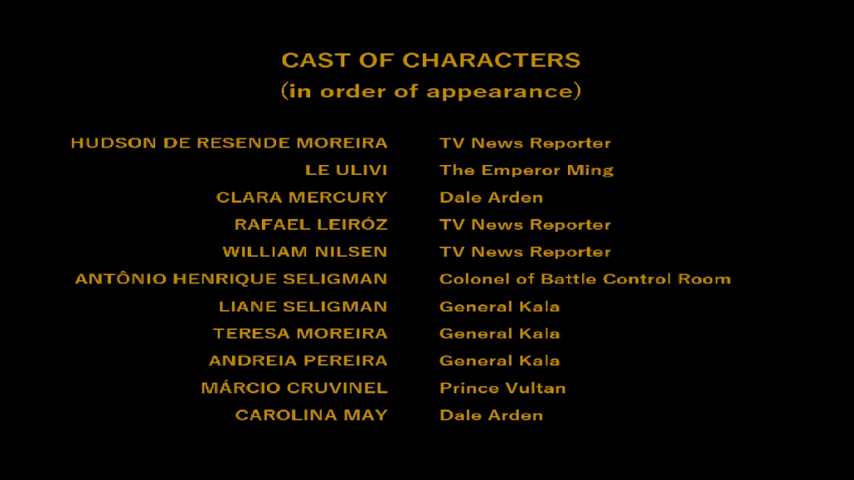 CAST OF CHARACTERS
(in order of appearance)
HUDSON DE RESENDE MOREIRA TV News Reporter
LE ULIVI The Emperor Ming
CLARA MERCURY Dale Arden
RAFAEL LEIRÓZ TV News Reporter
WILLIAM NILSEN TV News Reporter
ANTÔNIO HENRIQUE SELIGMAN Colonel of Battle Control Room
LIANE SELIGMAN General Kala
TERESA MOREIRA General Kala
ANDREIA PEREIRA General Kala
MÁRCIO CRUVINEL Prince Vultan
CAROLINA MAY Dale Arden